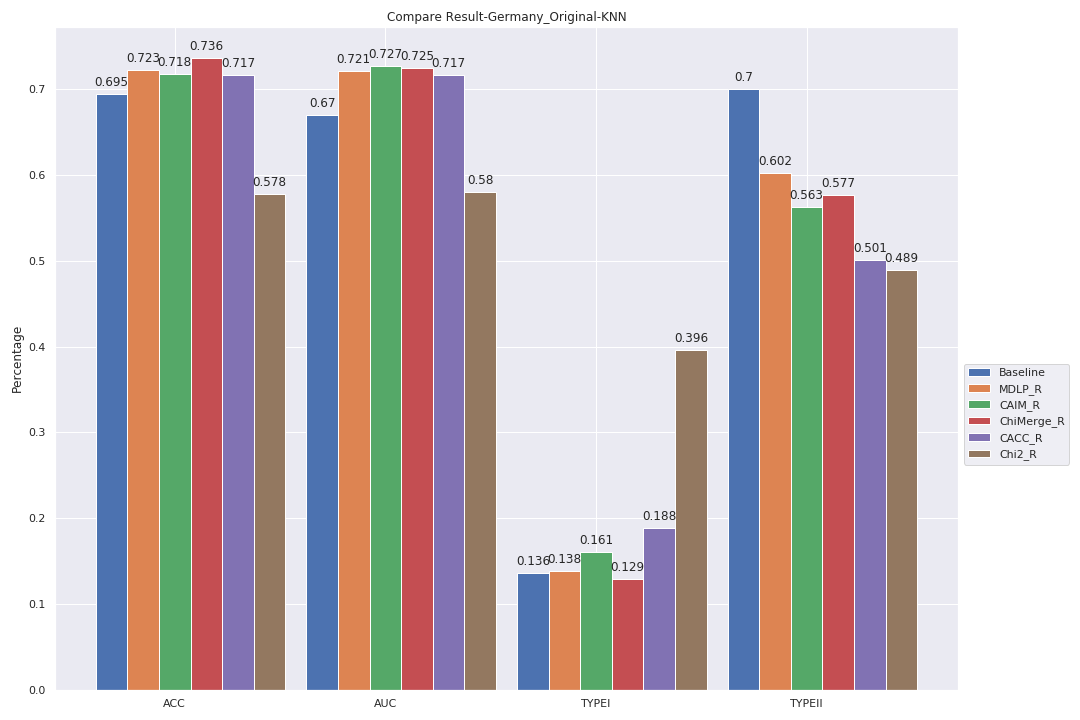 Compare Result-Germany_Original-KNN
Percentage
0.7
0.6
0.5
0.4
0.3
0.2
0.1
0.0
0.695
0.723
0.718
0.736
0.717
0.578
0.67
0.721
0.727
0.725
0.717
0.58
0.136
0.138
0.161
0.129
0.188
0.396
0.7
0.602
0.563
0.577
0.501
0.489
ACC
AUC
TYPEI
TYPEII
Baseline
MDLP_R
CAIM_R
ChiMerge_R
CACC_R
Chi2_R